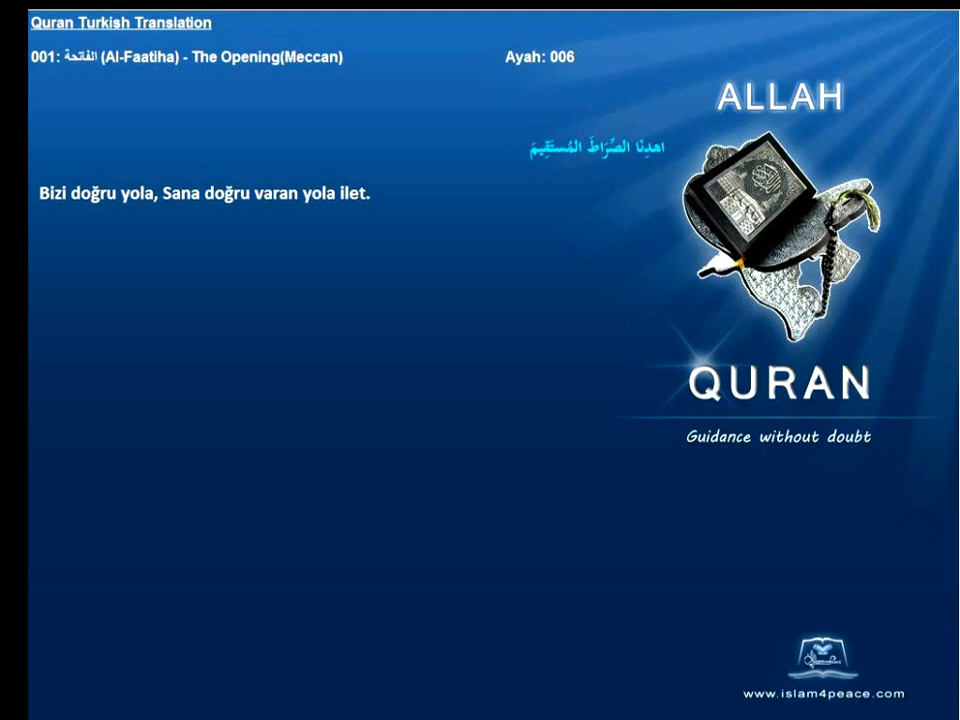 Quran Turkish Translation
001: الفاتحة (Al-Faatiha) - The Opening(Meccan) Ayah: 006
ALLAH
اهدِنَا الصِّرَاطَ المُستَقِيمَ
Bizi doğru yola, Sana doğru varan yola ilet.
QURAN
Guidance without doubt
www.islam4peace.com